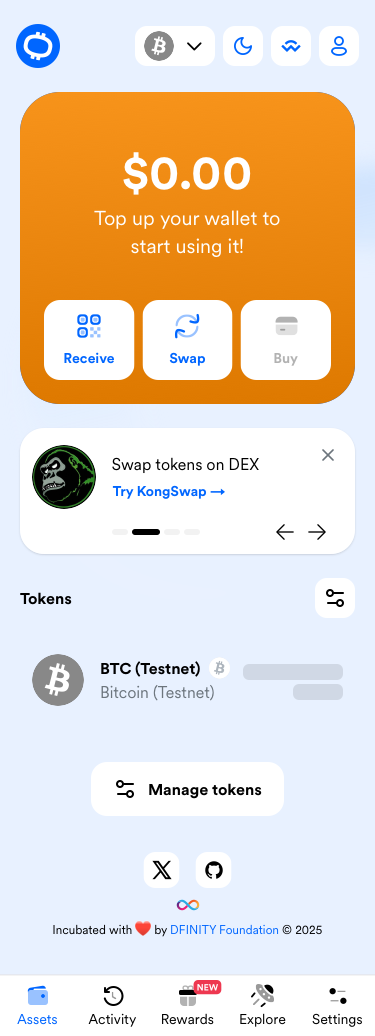 $0.00
Top up your wallet to
start using it!
Receive
Swap
Buy
Swap tokens on DEX
Try KongSwap →
Tokens
BTC (Testnet)
Bitcoin (Testnet)
Manage tokens
Incubated with ❤️ by DFINITY Foundation © 2025
NEW
Assets
Activity
Rewards
Explore
Settings